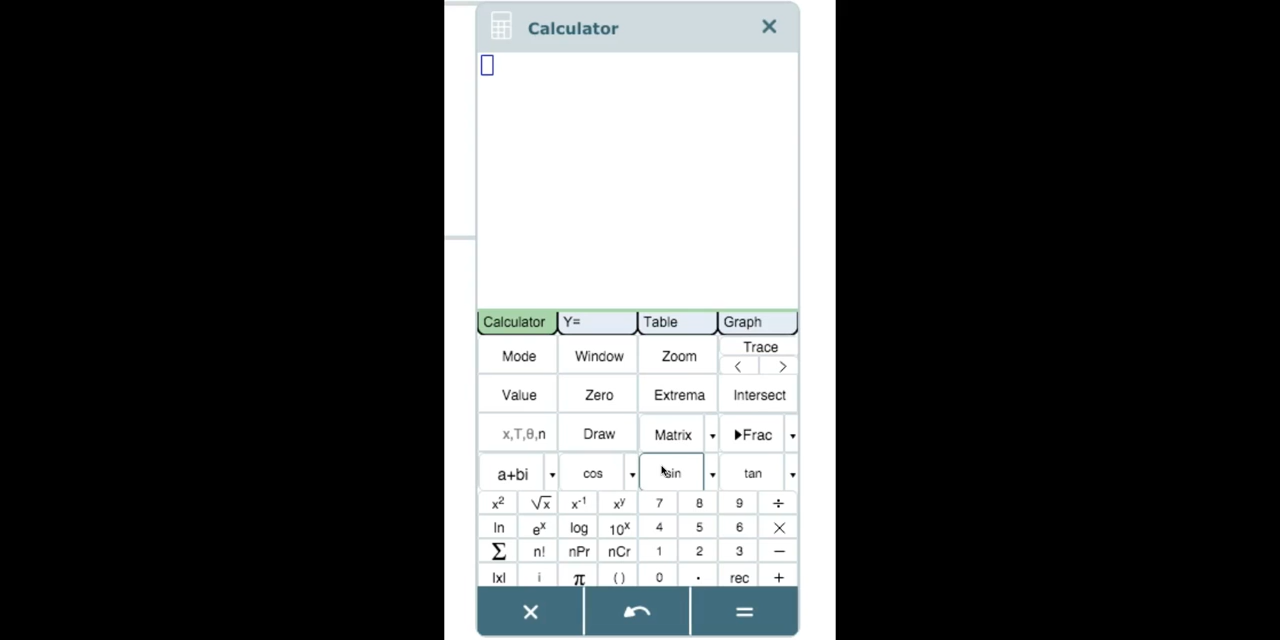 Calculator ×
Calculator Y= Table Graph
Mode Window Zoom Trace
< >
Value Zero Extrema Intersect
x,T,θ,n Draw Matrix ▾ ▶Frac ▾
a+bi ▾ cos ▾ sin ▾ tan ▾
x² √x x⁻¹ xʸ 7 8 9 ÷
ln eˣ log 10ˣ 4 5 6 ×
Σ n! nPr nCr 1 2 3 −
|x| i π () 0 . rec +
× =